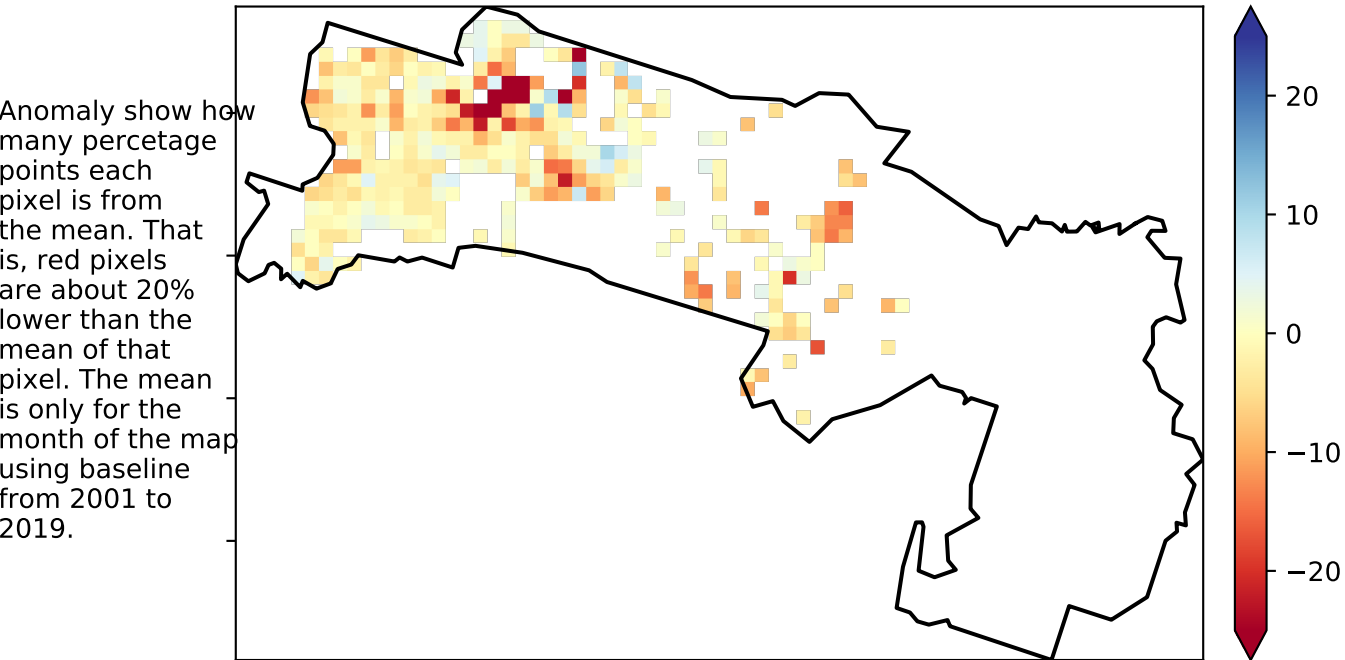 Anomaly show how
many percetage
points each
pixel is from
the mean. That
is, red pixels
are about 20%
lower than the
mean of that
pixel. The mean
is only for the
month of the map
using baseline
from 2001 to
2019.
20
10
0
−10
−20